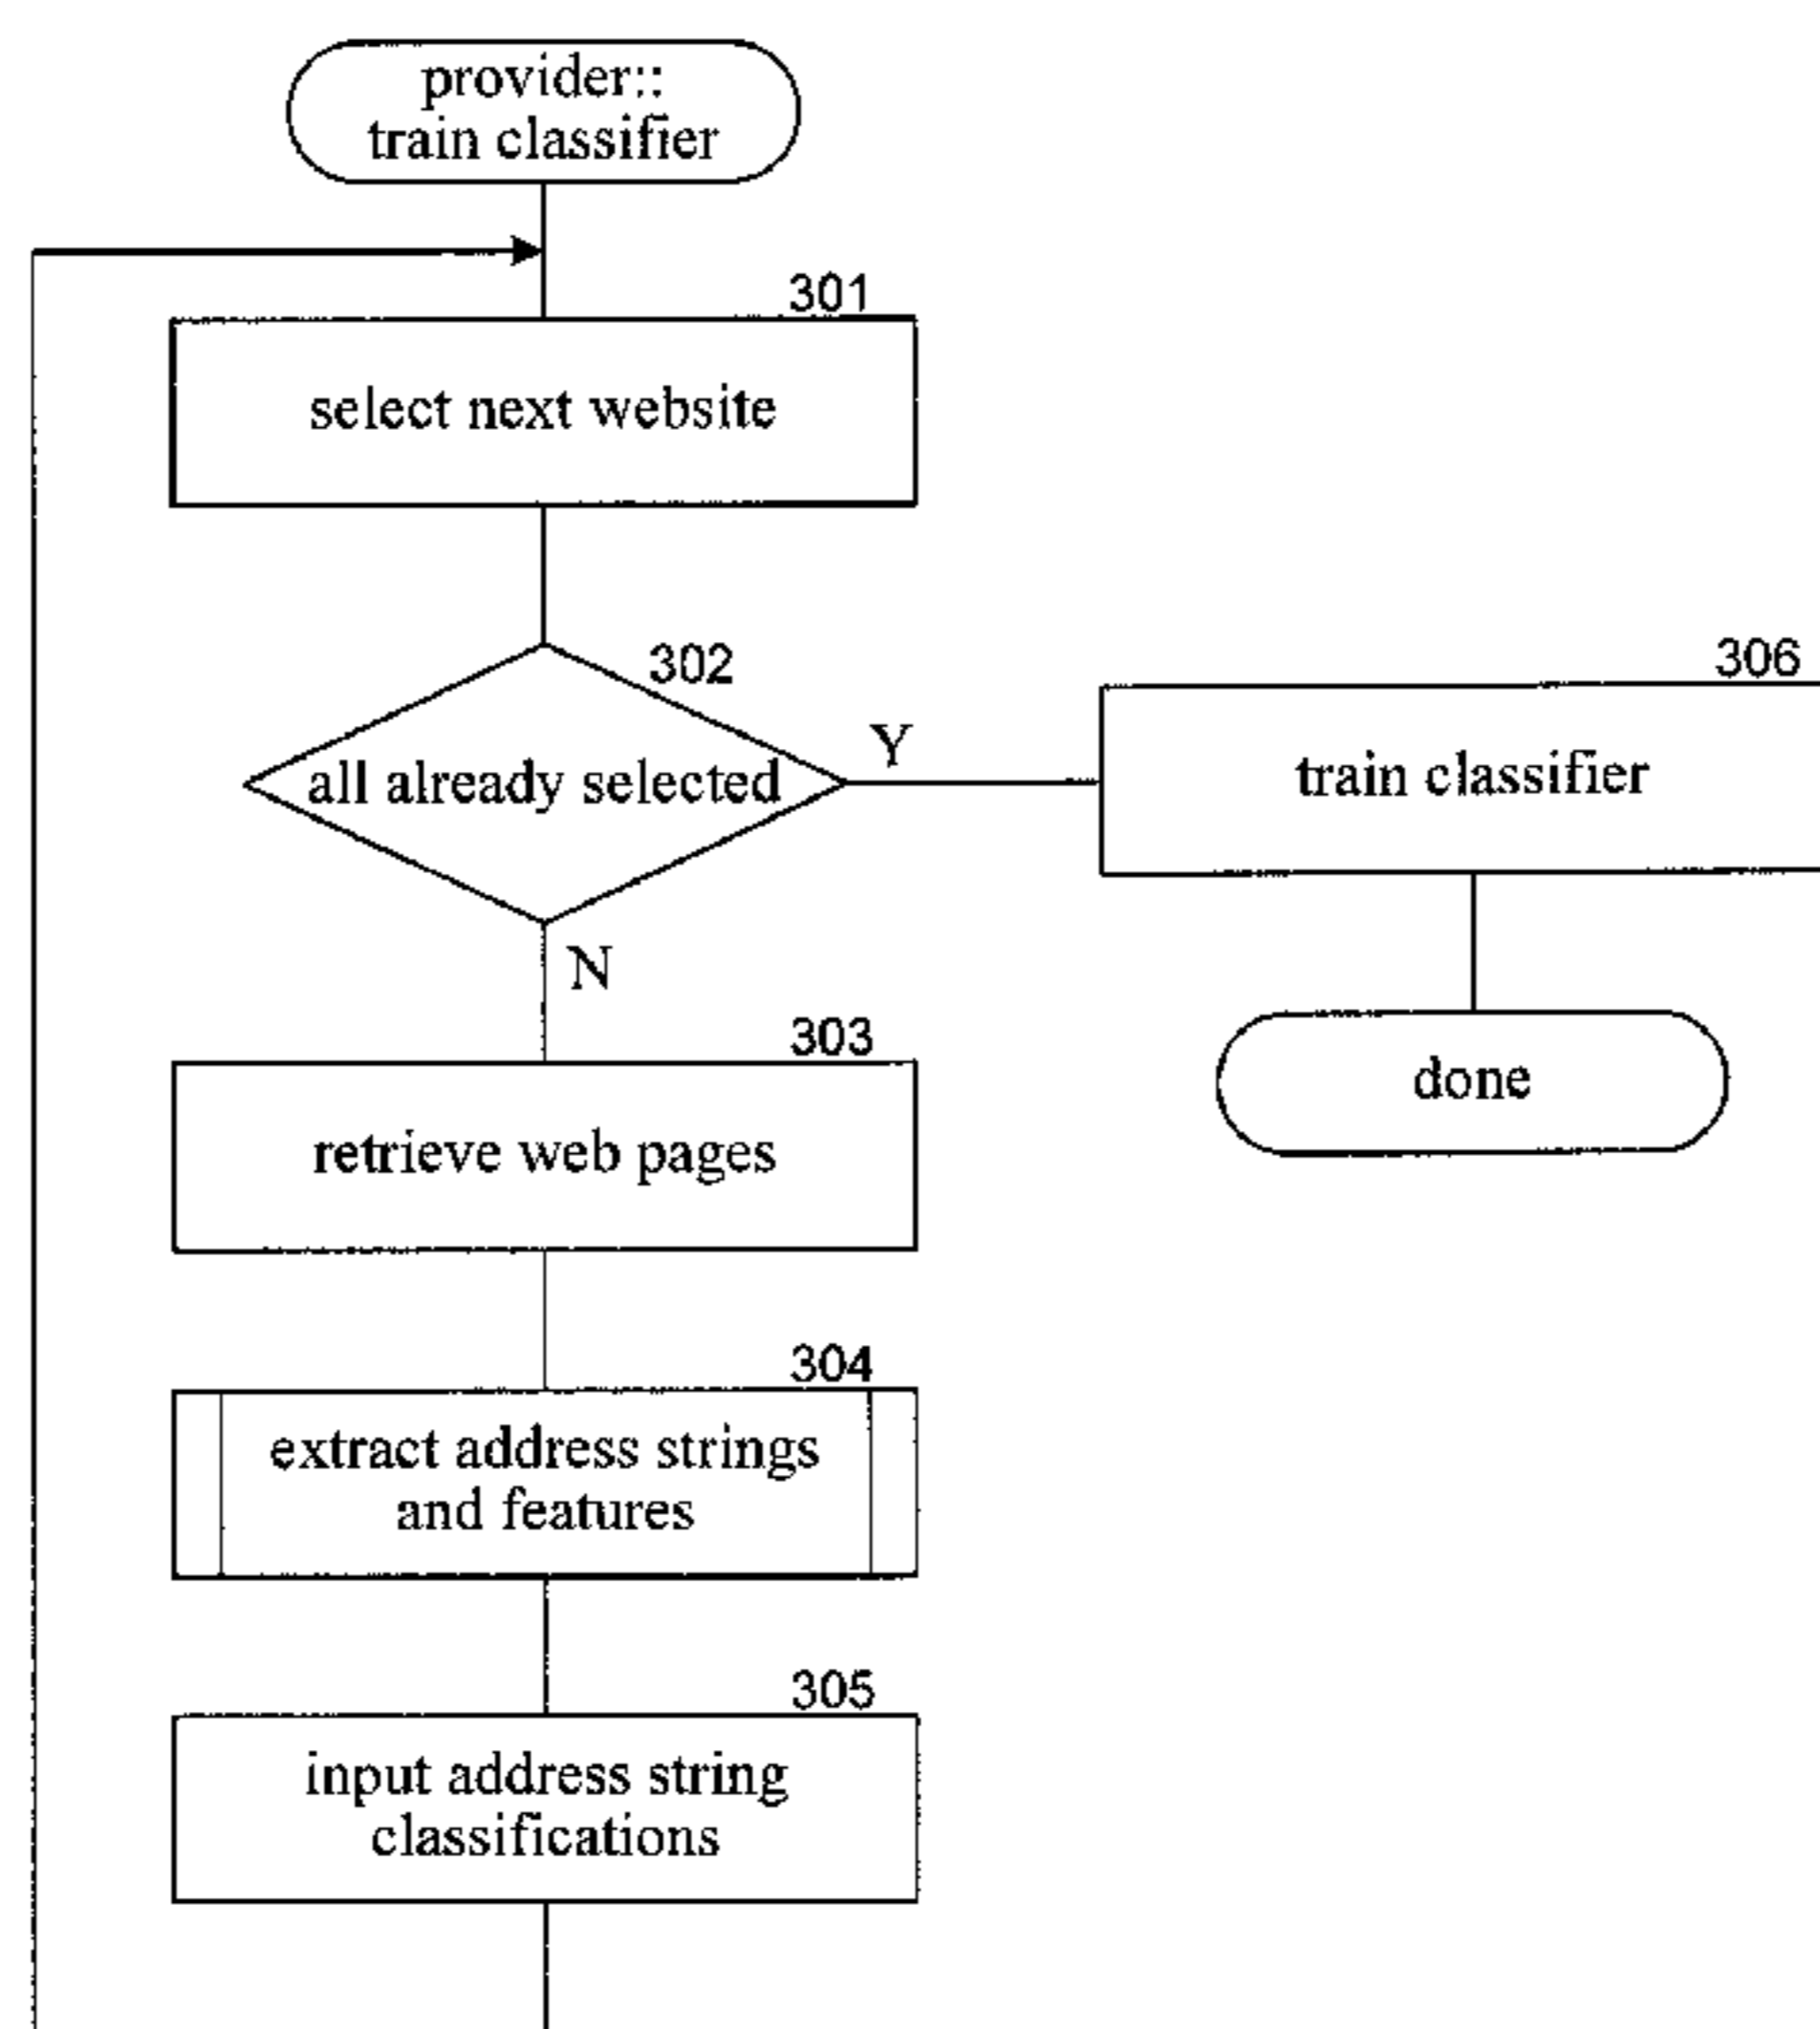 provider::
train classifier
301
select next website
302
all already selected
Y
306
train classifier
N
done
303
retrieve web pages
304
extract address strings
and features
305
input address string
classifications